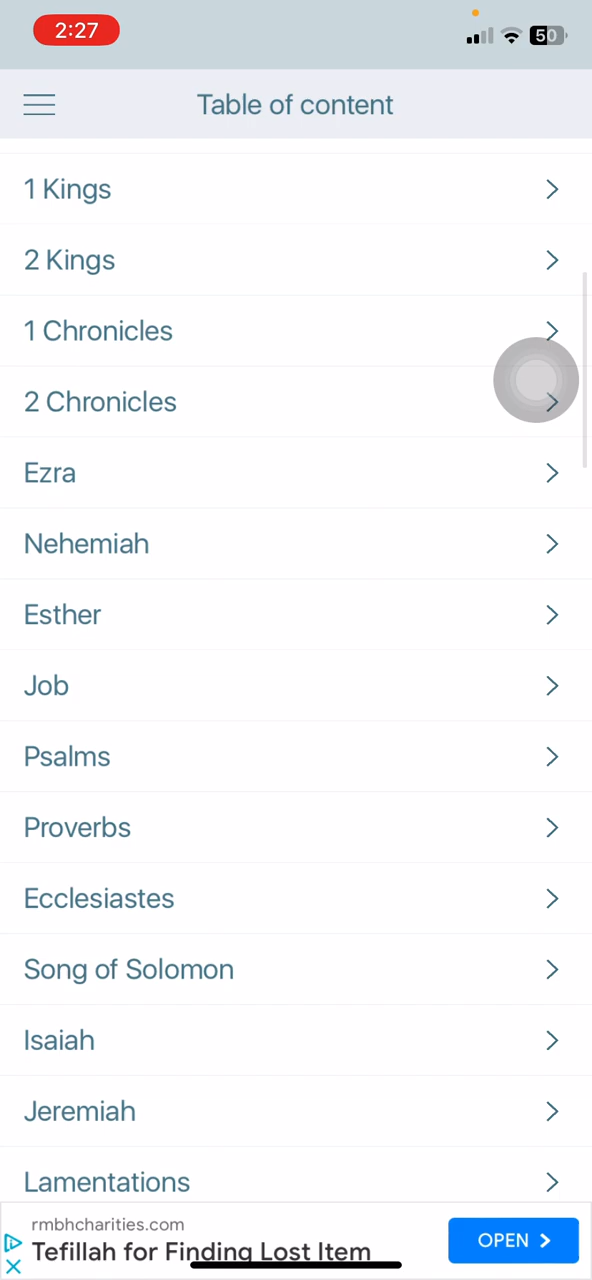 2:27
50
Table of content
1 Kings
2 Kings
1 Chronicles
2 Chronicles
Ezra
Nehemiah
Esther
Job
Psalms
Proverbs
Ecclesiastes
Song of Solomon
Isaiah
Jeremiah
Lamentations
rmbhcharities.com
Tefillah for Finding Lost Item
OPEN